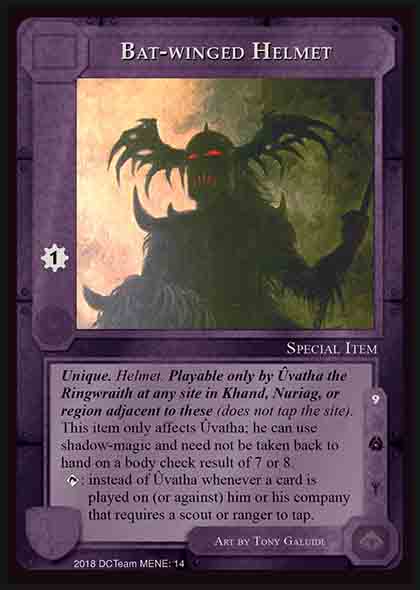 BAT-WINGED HELMET
1
SPECIAL ITEM
Unique. Helmet. Playable only by Ûvatha the
Ringwraith at any site in Khand, Nuriag, or
region adjacent to these (does not tap the site).
This item only affects Ûvatha; he can use
shadow-magic and need not be taken back to
hand on a body check result of 7 or 8.
: instead of Ûvatha whenever a card is
played on (or against) him or his company
that requires a scout or ranger to tap.
9
ART BY TONY GALUIDI
2018 DCTeam MENE: 14